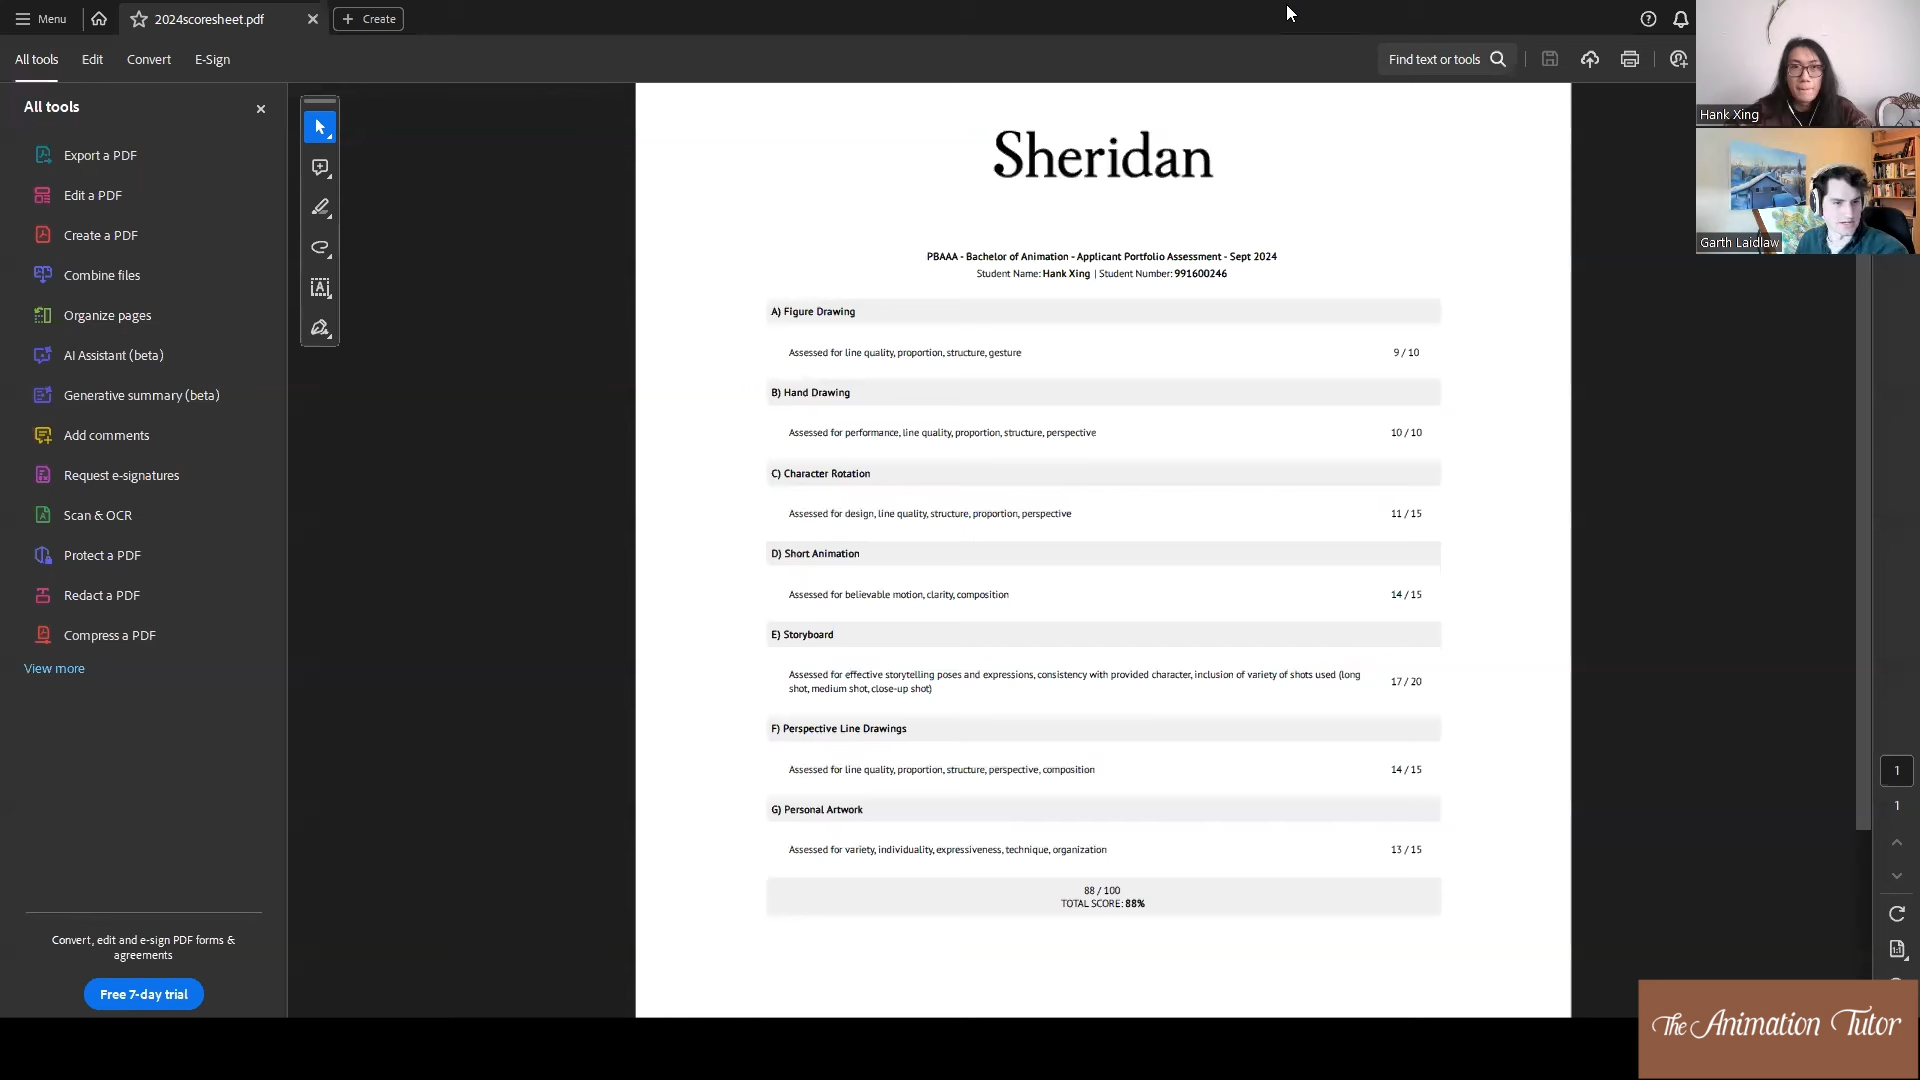 Menu
2024scoresheet.pdf
Create
All tools
Edit
Convert
E-Sign
Find text or tools
All tools
Export a PDF
Edit a PDF
Create a PDF
Combine files
Organize pages
AI Assistant (beta)
Generative summary (beta)
Add comments
Request e-signatures
Scan & OCR
Protect a PDF
Redact a PDF
Compress a PDF
View more
Convert, edit and e-sign PDF forms &
agreements
Free 7-day trial
Sheridan
PBAAA - Bachelor of Animation - Applicant Portfolio Assessment - Sept 2024
Student Name: Hank Xing | Student Number: 991600246
A) Figure Drawing
Assessed for line quality, proportion, structure, gesture 9 / 10
B) Hand Drawing
Assessed for performance, line quality, proportion, structure, perspective 10 / 10
C) Character Rotation
Assessed for design, line quality, structure, proportion, perspective 11 / 15
D) Short Animation
Assessed for believable motion, clarity, composition 14 / 15
E) Storyboard
Assessed for effective storytelling poses and expressions, consistency with provided character, inclusion of variety of shots used (long
shot, medium shot, close-up shot) 17 / 20
F) Perspective Line Drawings
Assessed for line quality, proportion, structure, perspective, composition 14 / 15
G) Personal Artwork
Assessed for variety, individuality, expressiveness, technique, organization 13 / 15
88 / 100
TOTAL SCORE: 88%
Hank Xing
Garth Laidlaw
1
1
The Animation Tutor